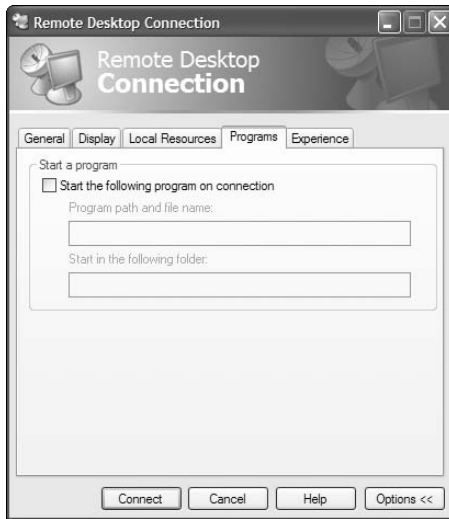 Remote Desktop Connection
Remote Desktop
Connection
General Display Local Resources Programs Experience
Start a program
Start the following program on connection
Program path and file name:
Start in the following folder:
Connect Cancel Help Options <<